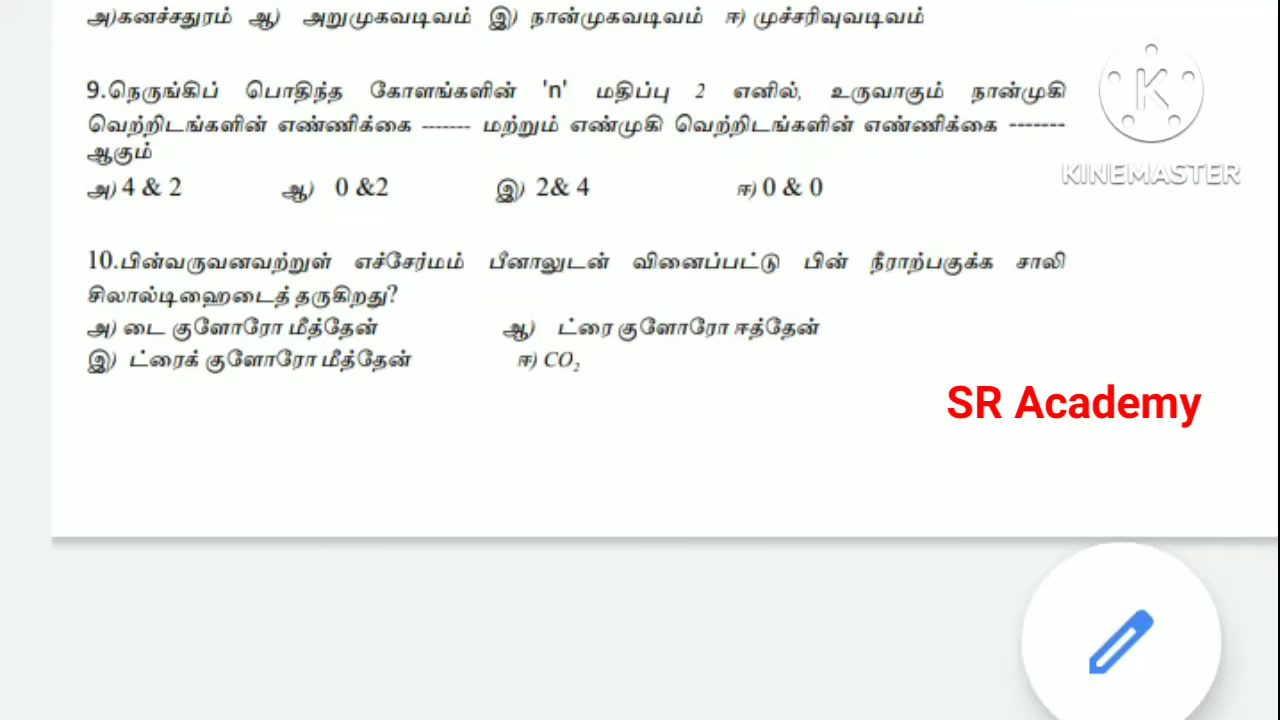 அ)கனச்சதுரம் ஆ) அறுமுகவடிவம் இ) நான்முகவடிவம் ஈ) முச்சரிவுவடிவம்
9.நெருங்கிப் பொதிந்த கோளங்களின் 'n' மதிப்பு 2 எனில், உருவாகும் நான்முகி
வெற்றிடங்களின் எண்ணிக்கை ------- மற்றும் எண்முகி வெற்றிடங்களின் எண்ணிக்கை -------
ஆகும்
அ) 4 & 2 ஆ) 0 &2 இ) 2& 4 ஈ) 0 & 0
10.பின்வருவனவற்றுள் எச்சேர்மம் பீனாலுடன் வினைப்பட்டு பின் நீராற்பகுக்க சாலி
சிலால்டிஹைடைத் தருகிறது?
அ) டை குளோரோ மீத்தேன் ஆ) ட்ரை குளோரோ ஈத்தேன்
இ) ட்ரைக் குளோரோ மீத்தேன் ஈ) CO₂
K
KINEMASTER
SR Academy